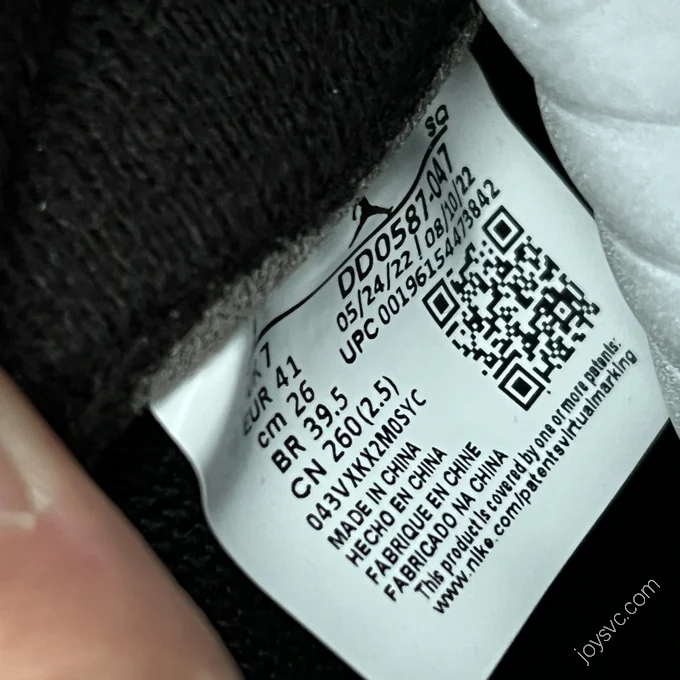 SQ
DD0587-047
05/24/22 | 08/10/22
UPC 00196154473842
7
EUR 41
cm 26
BR 39.5
CN 260(2.5)
043VXKX2M0SYC
MADE IN CHINA
HECHO EN CHINA
FABRIQUE EN CHINE
FABRICADO NA CHINA
This product is covered by one or more patents:
www.nike.com/patentsvirtualmarking
joysvc.com